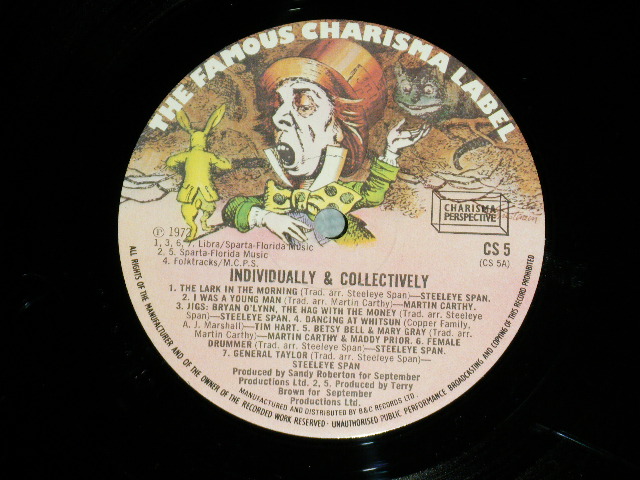 THE FAMOUS CHARISMA LABEL
CHARISMA
PERSPECTIVE
℗ 1972
1, 3, 6, 7. Libra/Sparta-Florida Music
2, 5. Sparta-Florida Music
4. Folktracks/M.C.P.S.
CS 5
(CS 5A)
INDIVIDUALLY & COLLECTIVELY
1. THE LARK IN THE MORNING (Trad. arr. Steeleye Span)—STEELEYE SPAN.
2. I WAS A YOUNG MAN (Trad. arr. Martin Carthy)—MARTIN CARTHY.
3. JIGS: BRYAN O'LYNN, THE HAG WITH THE MONEY (Trad. arr. Steeleye
Span)—STEELEYE SPAN. 4. DANCING AT WHITSUN (Copper Family,
A. J. Marshall)—TIM HART. 5. BETSY BELL & MARY GRAY (Trad. arr.
Martin Carthy)—MARTIN CARTHY & MADDY PRIOR. 6. FEMALE
DRUMMER (Trad. arr. Steeleye Span)—STEELEYE SPAN.
7. GENERAL TAYLOR (Trad. arr. Steeleye Span)—
STEELEYE SPAN
Produced by Sandy Roberton for September
Productions Ltd. 2, 5. Produced by Terry
Brown for September
Productions Ltd.
MANUFACTURED AND DISTRIBUTED BY B&C RECORDS LTD.
ALL RIGHTS OF THE MANUFACTURER AND OF THE OWNER OF THE RECORDED WORK RESERVED · UNAUTHORISED PUBLIC PERFORMANCE BROADCASTING AND COPYING OF THIS RECORD PROHIBITED